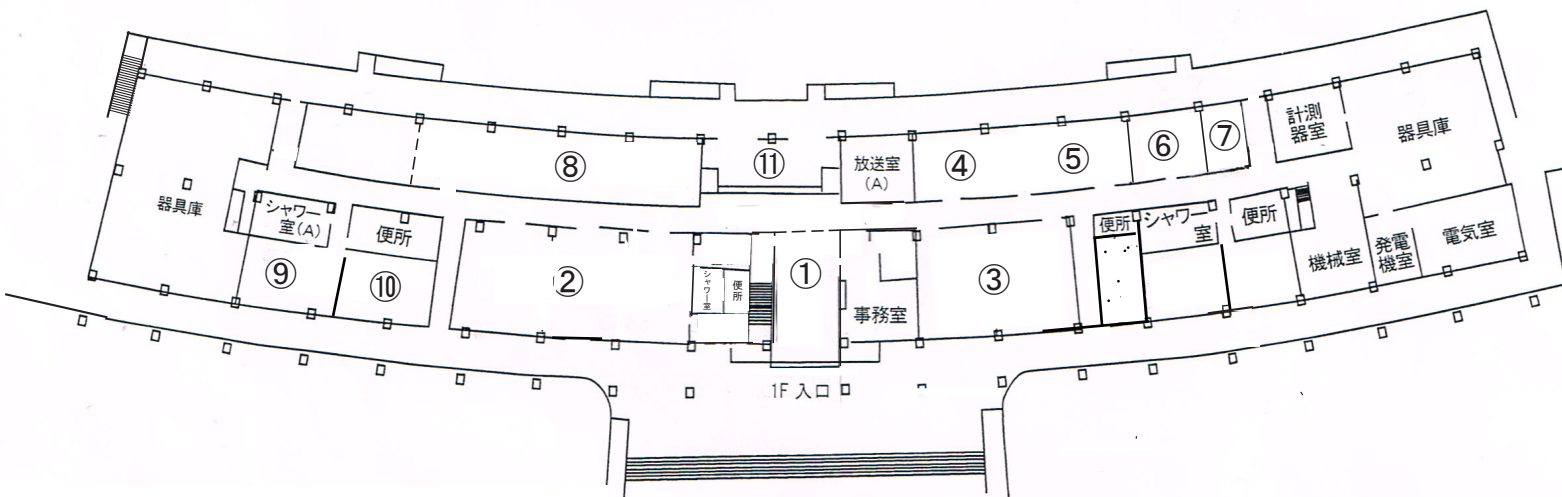 計測
器室
器具庫
⑦
⑥
⑤
④
放送室
(A)
⑪
⑧
器具庫
シャワー
室(A)
便所
⑨
⑩
②
シャワー室
便所
①
事務室
③
便所
シャワー
室
便所
機械室
発電
機室
電気室
1F 入口